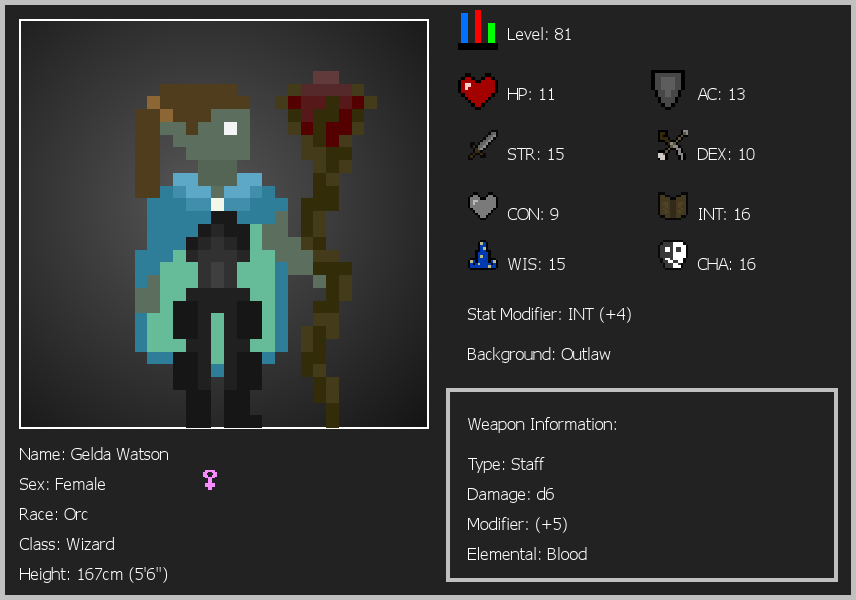 Level: 81
HP: 11
AC: 13
STR: 15
DEX: 10
CON: 9
INT: 16
WIS: 15
CHA: 16
Stat Modifier: INT (+4)
Background: Outlaw
Weapon Information:
Type: Staff
Damage: d6
Modifier: (+5)
Elemental: Blood
Name: Gelda Watson
Sex: Female
Race: Orc
Class: Wizard
Height: 167cm (5'6")